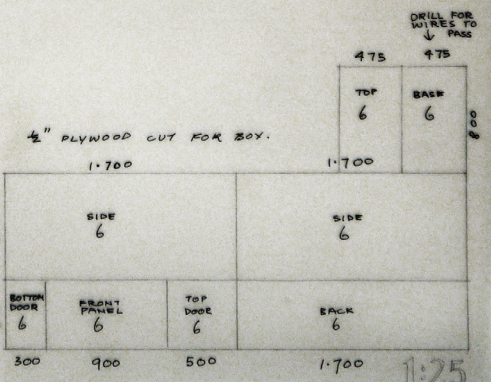 DRILL FOR
WIRES TO
↓ PASS
475 475
TOP
6
BASE
6
800
½" PLYWOOD CUT FOR BOX.
1·700 1·700
SIDE
6
SIDE
6
BOTTOM
DOOR
6
FRONT
PANEL
6
TOP
DOOR
6
BACK
6
300 900 500 1·700
1:25